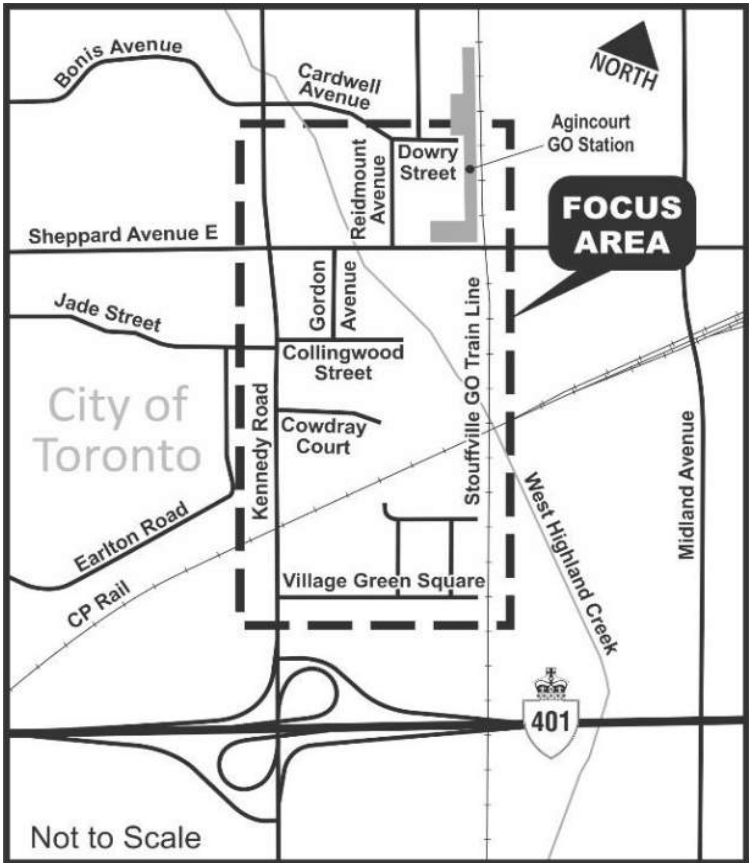 Bonis Avenue
Cardwell
Avenue
NORTH
Agincourt
GO Station
Dowry
Street
Reidmount
Avenue
FOCUS
AREA
Sheppard Avenue E
Gordon
Avenue
Jade Street
Collingwood
Street
Stouffville GO Train Line
City of
Toronto
Kennedy Road
Cowdray
Court
Midland Avenue
West Highland Creek
Earlton Road
CP Rail
Village Green Square
401
Not to Scale